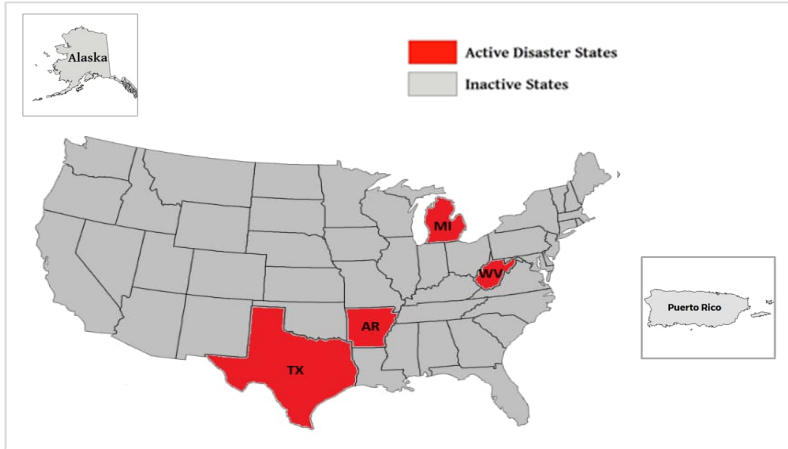 Alaska
Active Disaster States
Inactive States
MI
WV
Puerto Rico
AR
TX